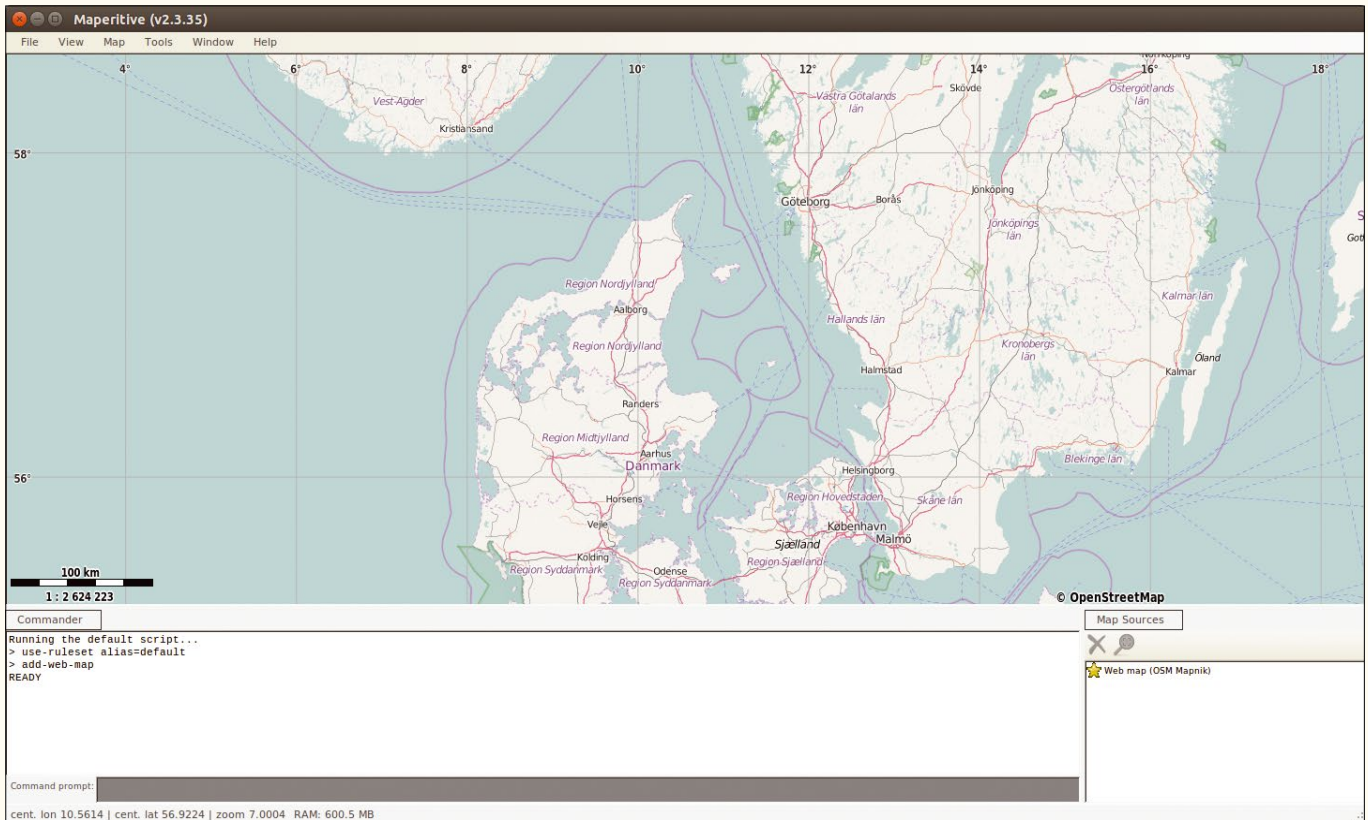 Maperitive (v2.3.35)
File View Map Tools Window Help
4° 6° 8° 10° 12° 14° 16° 18°
Norrköping
Skövde
Östergötlands
län
Västra Götalands
län
Vest-Agder
Kristiansand
58°
Jönköping
Göteborg
Borås
Jönköpings
län
Region Nordjylland
Kalmar län
Aalborg
Hallands län
Region Nordjylland
Kronobergs
län
Öland
Halmstad
Kalmar
Randers
Region Midtjylland
Aarhus
Danmark
Blekinge län
Helsingborg
56°
Horsens
Region Hovedstaden
Skåne län
Vejle
København
Malmö
Sjælland
Kolding
Region Sjælland
Region Syddanmark
Odense
Region Syddanmark
100 km
1 : 2 624 223
© OpenStreetMap
Commander
Map Sources
Running the default script...
> use-ruleset alias=default
> add-web-map
READY
Web map (OSM Mapnik)
Command prompt:
cent. lon 10.5614 | cent. lat 56.9224 | zoom 7.0004 RAM: 600.5 MB